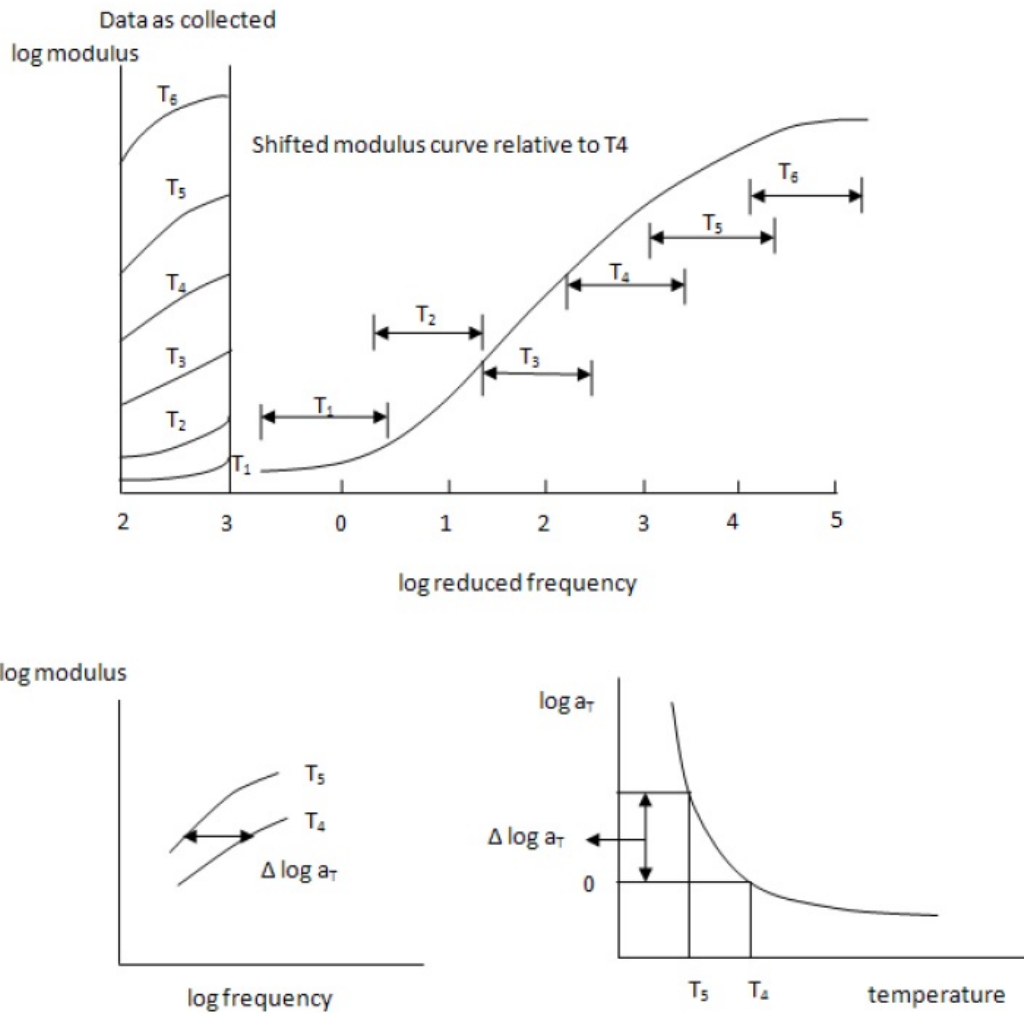 Data as collected
log modulus
T₆
Shifted modulus curve relative to T4
T₆
T₅
T₅
T₄
T₄
T₂
T₃
T₃
T₁
T₂
T₁
2 3 0 1 2 3 4 5
log reduced frequency
log modulus
log aT
T₅
T₄
Δ log aT
Δ log aT
0
log frequency
T₅ T₄ temperature